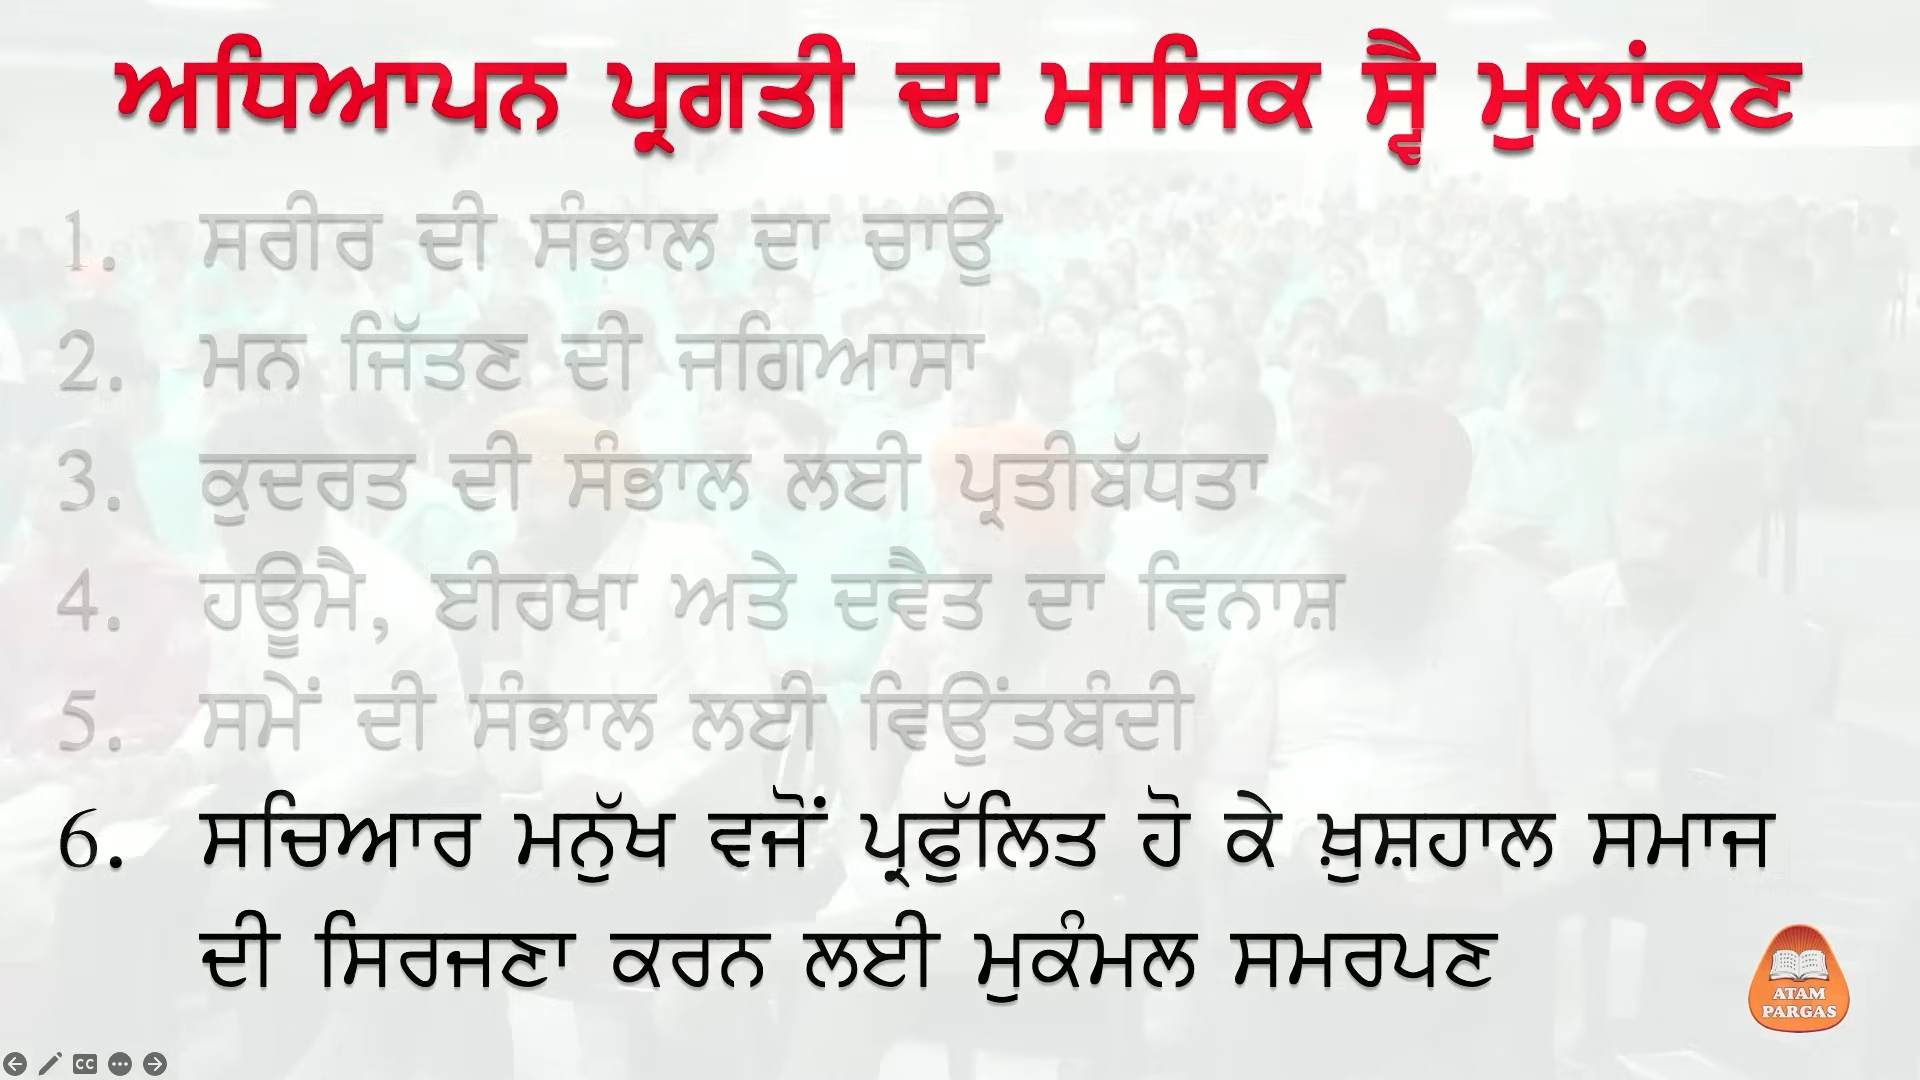 ਅਧਿਆਪਨ ਪ੍ਰਗਤੀ ਦਾ ਮਾਸਿਕ ਸ੍ਵੈ ਮੁਲਾਂਕਣ
1. ਸਰੀਰ ਦੀ ਸੰਭਾਲ ਦਾ ਚਾਉ
2. ਮਨ ਜਿੱਤਣ ਦੀ ਜਗਿਆਸਾ
3. ਕੁਦਰਤ ਦੀ ਸੰਭਾਲ ਲਈ ਪ੍ਰਤੀਬੱਧਤਾ
4. ਹਊਮੈ, ਈਰਖਾ ਅਤੇ ਦਵੈਤ ਦਾ ਵਿਨਾਸ਼
5. ਸਮੇਂ ਦੀ ਸੰਭਾਲ ਲਈ ਵਿਉਂਤਬੰਦੀ
6. ਸਚਿਆਰ ਮਨੁੱਖ ਵਜੋਂ ਪ੍ਰਫੁੱਲਿਤ ਹੋ ਕੇ ਖ਼ੁਸ਼ਹਾਲ ਸਮਾਜ
ਦੀ ਸਿਰਜਣਾ ਕਰਨ ਲਈ ਮੁਕੰਮਲ ਸਮਰਪਣ
ATAM
PARGAS
CC